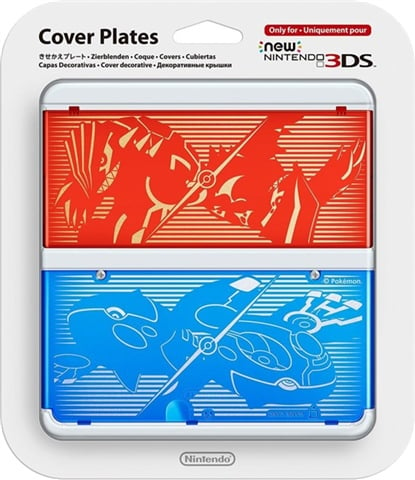 Cover Plates
きせかえプレート • Zierblenden • Coque • Covers • Cubiertas
Capas Decorativas • Cover decorative • Декоративные крышки
Only for • Uniquement pour
new
NINTENDO 3DS
© Pokémon.
Nintendo